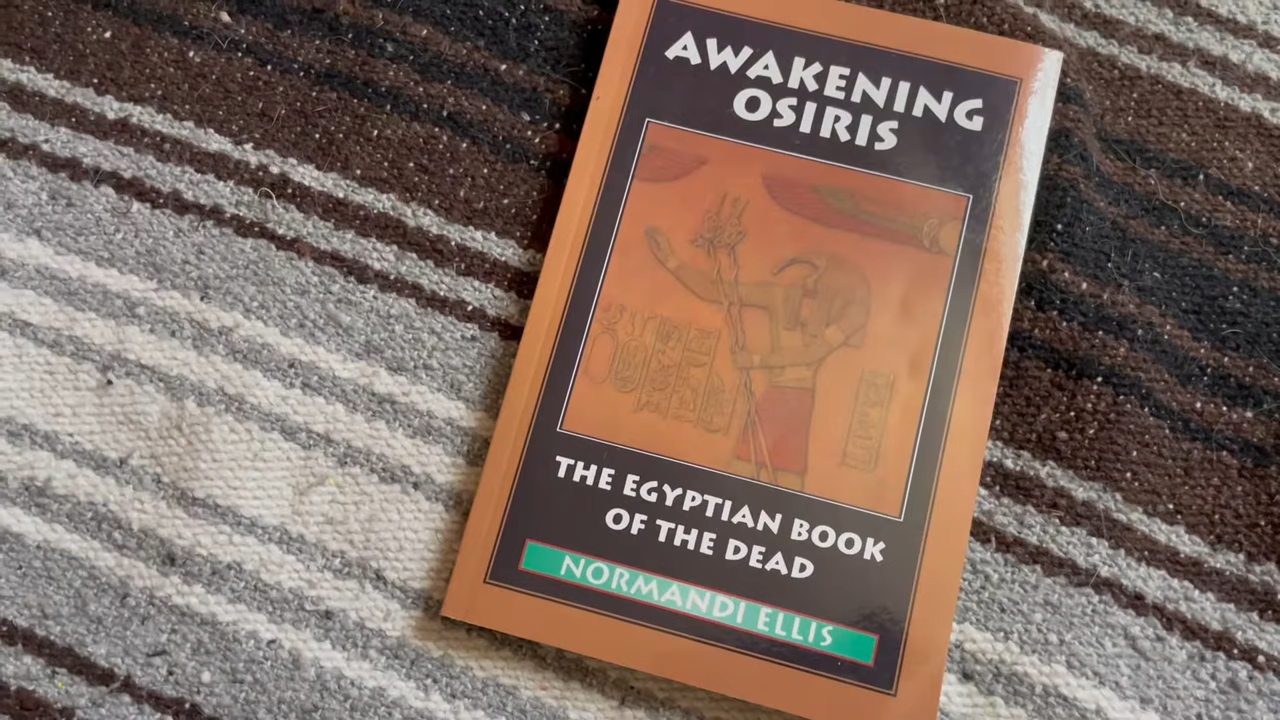 AWAKENING
OSIRIS
THE EGYPTIAN BOOK
OF THE DEAD
NORMANDI ELLIS